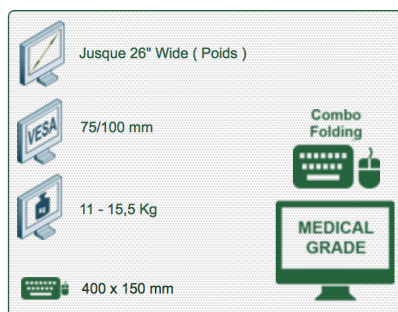 Jusque 26" Wide ( Poids )
VESA
75/100 mm
Combo
Folding
KG
11 - 15,5 Kg
MEDICAL
GRADE
400 x 150 mm